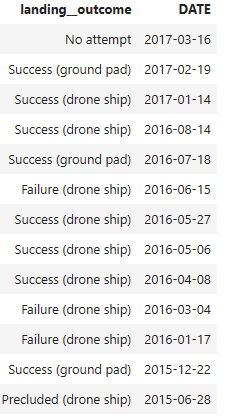 landing__outcome DATE
No attempt 2017-03-16
Success (ground pad) 2017-02-19
Success (drone ship) 2017-01-14
Success (drone ship) 2016-08-14
Success (ground pad) 2016-07-18
Failure (drone ship) 2016-06-15
Success (drone ship) 2016-05-27
Success (drone ship) 2016-05-06
Success (drone ship) 2016-04-08
Failure (drone ship) 2016-03-04
Failure (drone ship) 2016-01-17
Success (ground pad) 2015-12-22
Precluded (drone ship) 2015-06-28